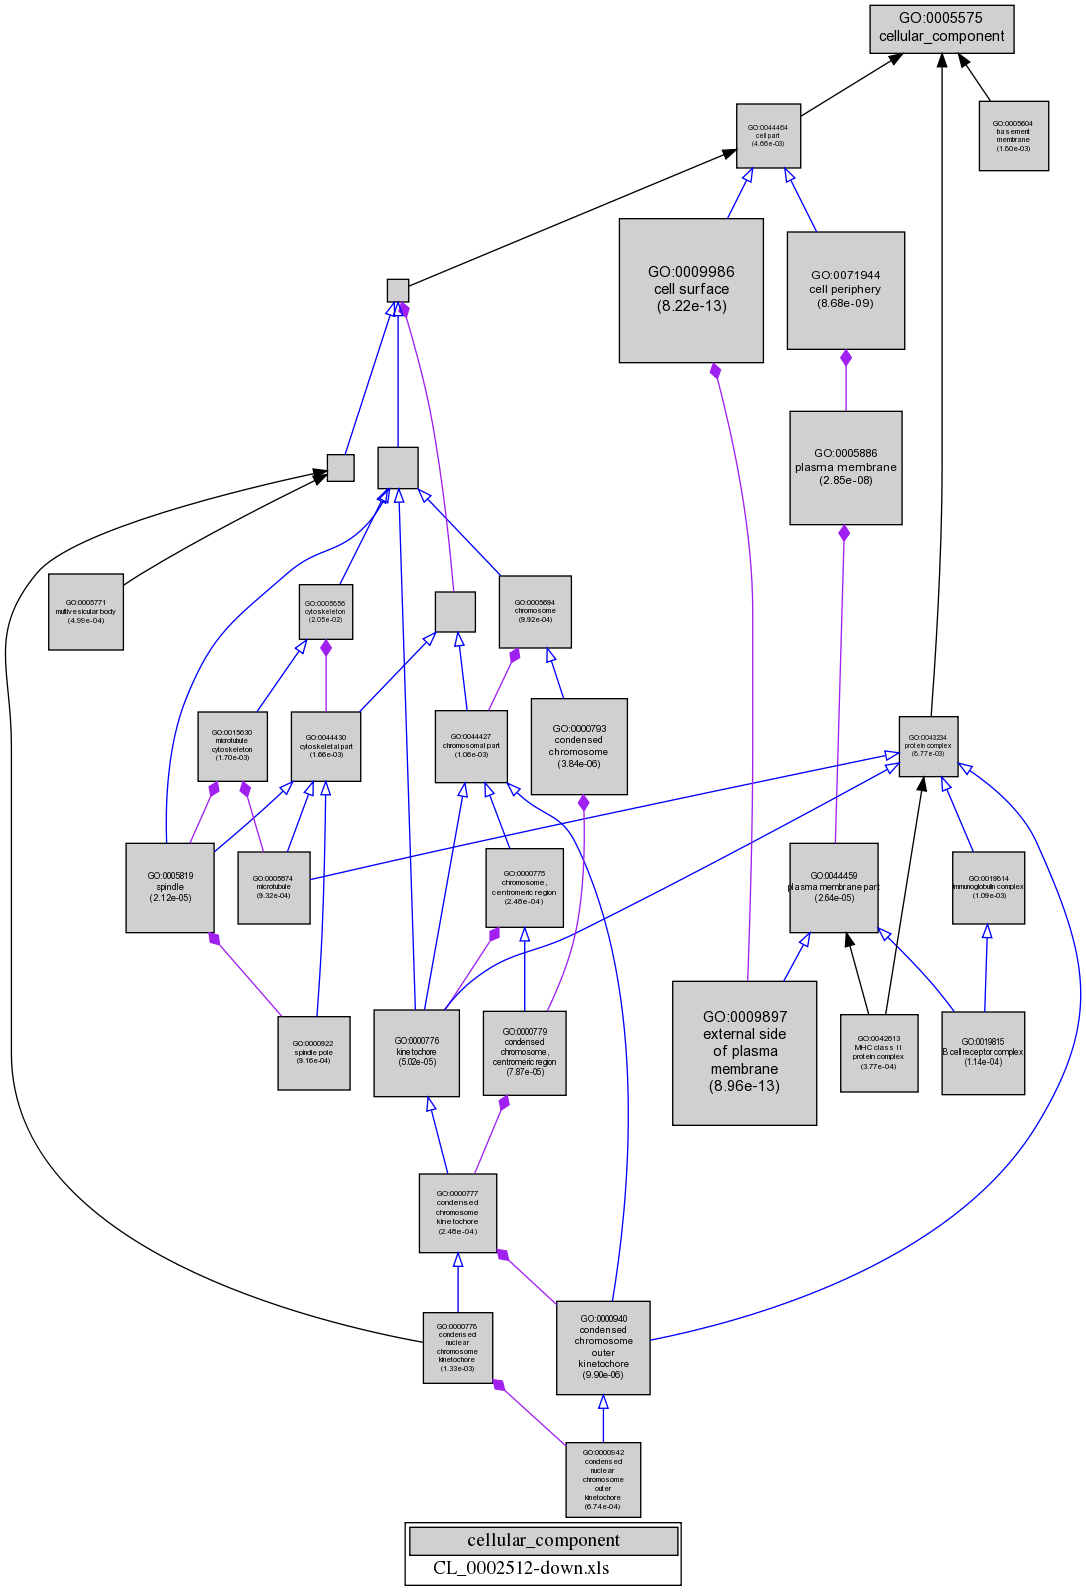 GO:0005575
cellular_component
GO:0044464
cell part
(4.66e-03)
GO:0005604
basement
membrane
(1.60e-03)
GO:0009986
cell surface
(8.22e-13)
GO:0071944
cell periphery
(8.68e-09)
GO:0005886
plasma membrane
(2.85e-08)
GO:0005771
multivesicular body
(4.99e-04)
GO:0005856
cytoskeleton
(2.05e-02)
GO:0005694
chromosome
(9.92e-04)
GO:0015630
microtubule
cytoskeleton
(1.70e-03)
GO:0044430
cytoskeletal part
(1.66e-03)
GO:0044427
chromosomal part
(1.06e-03)
GO:0000793
condensed
chromosome
(3.84e-06)
GO:0043234
protein complex
(6.77e-03)
GO:0005819
spindle
(2.12e-05)
GO:0005874
microtubule
(9.32e-04)
GO:0000775
chromosome,
centromeric region
(2.48e-04)
GO:0044459
plasma membrane part
(2.64e-05)
GO:0019814
immunoglobulin complex
(1.09e-03)
GO:0000922
spindle pole
(9.16e-04)
GO:0000776
kinetochore
(5.02e-05)
GO:0000779
condensed
chromosome,
centromeric region
(7.87e-05)
GO:0009897
external side
of plasma
membrane
(8.96e-13)
GO:0042613
MHC class II
protein complex
(3.77e-04)
GO:0019815
B cell receptor complex
(1.14e-04)
GO:0000777
condensed
chromosome
kinetochore
(2.48e-04)
GO:0000778
condensed
nuclear
chromosome
kinetochore
(1.33e-03)
GO:0000940
condensed
chromosome
outer
kinetochore
(9.90e-06)
GO:0000942
condensed
nuclear
chromosome
outer
kinetochore
(6.74e-04)
cellular_component
CL_0002512-down.xls